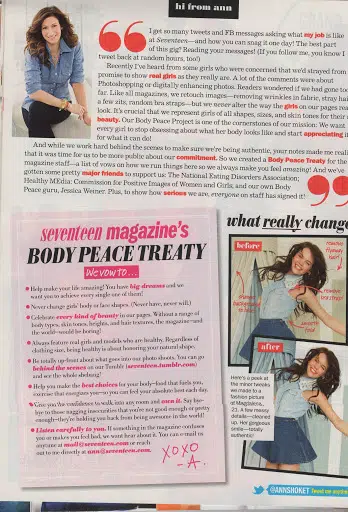 hi from ann
I get so many tweets and FB messages asking what my job is
at Seventeen—and how you can snag it one day! The best part
of this gig? Reading your messages! (If you follow me, I know I
tweet back at random hours, too!)
Recently I've heard from some girls who were concerned that we'd strayed from
promise to show real girls as they really are. A lot of the comments were about
Photoshopping or digitally enhancing photos. Readers wondered if we had gone too
far. Like all magazines, we retouch images—removing wrinkles in fabric, stray hai
a few zits, random bra straps—but we never alter the way the girls on our pages rea
look. It's crucial that we represent girls of all shapes, sizes, and skin tones for their
beauty. Our Body Peace Project is one of the cornerstones of our mission: We want
every girl to stop obsessing about what her body looks like and start appreciating i
for what it can do!
And while we work hard behind the scenes to make sure we're being authentic, your notes made me reali
that it was time for us to be more public about our commitment. So we created a Body Peace Treaty for the
magazine staff—a list of vows on how we run things here so we always make you feel amazing! And we've
gotten some pretty major friends to support us: The National Eating Disorders Association;
Healthy MEdia: Commission for Positive Images of Women and Girls; and our own Body
Peace guru, Jessica Weiner. Plus, to show how serious we are, everyone on staff has signed it!
seventeen magazine's
BODY PEACE TREATY
We vow to...
Help make your life amazing! You have big dreams and we
want you to achieve every single one of them!
Never change girls' body or face shapes. (Never have, never will.)
Celebrate every kind of beauty in our pages. Without a range of
body types, skin tones, heights, and hair textures, the magazine—and
the world—would be boring!
Always feature real girls and models who are healthy. Regardless of
clothing size, being healthy is about honoring your natural shape.
Be totally up-front about what goes into our photo shoots. You can go
behind the scenes on our Tumblr (seventeen.tumblr.com)
and see the whole shebang!
Help you make the best choices for your body—food that fuels you,
exercise that energizes you—so you can feel your absolute best each day.
Give you the confidence to walk into any room and own it. Say bye-
bye to those nagging insecurities that you're not good enough or pretty
enough—they're holding you back from being awesome in the world!
Listen carefully to you. If something in the magazine confuses
you or makes you feel bad, we want hear about it. You can e-mail to
anytime at mail@seventeen.com or reach
out to me directly at ann@seventeen.com.
XOXO
-A.
what really change
before
after
Here's a peek
at the minor tweaks
we made to a
fashion picture
of Magdalena,
21. A few messy
details—cleaned
up. Her gorgeous
smile—totally
authentic!
@ANNSHOKET Tweet me anytime